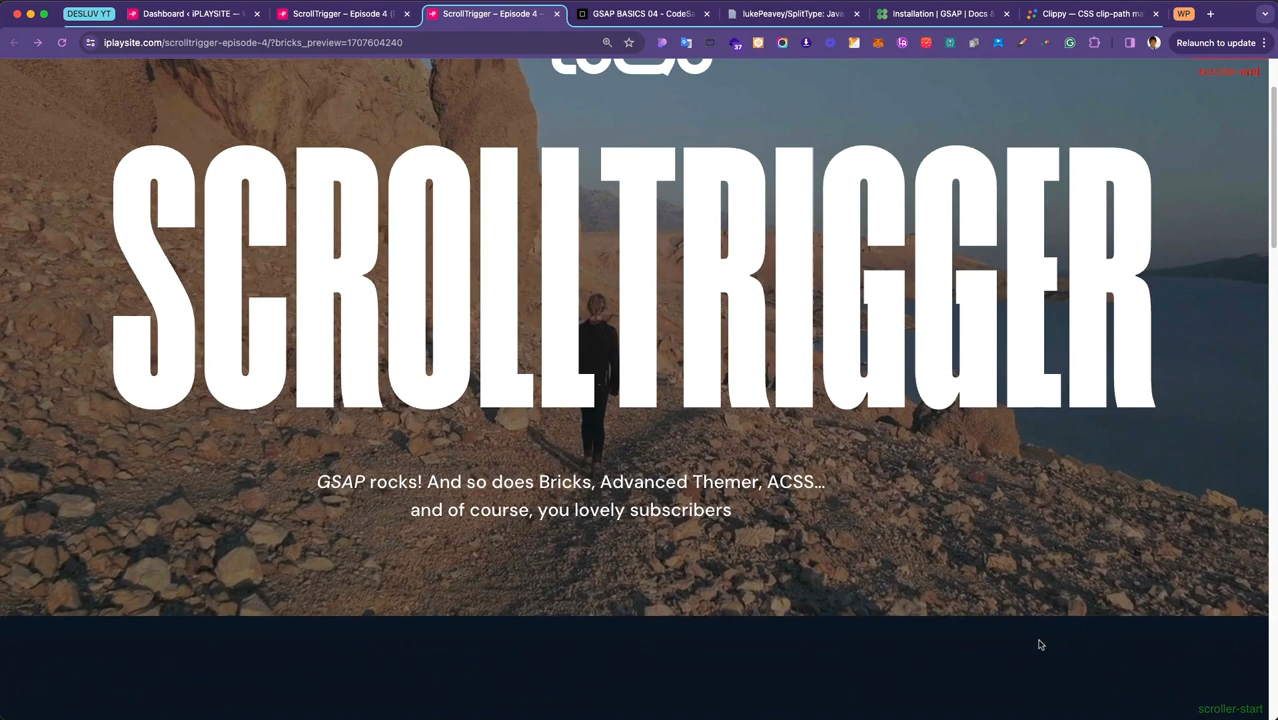 DESLUV YT
Dashboard ‹ iPLAYSITE —
ScrollTrigger – Episode 4 (
ScrollTrigger – Episode 4 –
GSAP BASICS 04 - CodeSa
lukePeavey/SplitType: Java
Installation | GSAP | Docs &
Clippy — CSS clip-path ma
WP
iplaysite.com/scrolltrigger-episode-4/?bricks_preview=1707604240
37
Relaunch to update
scroller-end
SCROLLTRIGGER
GSAP rocks! And so does Bricks, Advanced Themer, ACSS...
and of course, you lovely subscribers
scroller-start